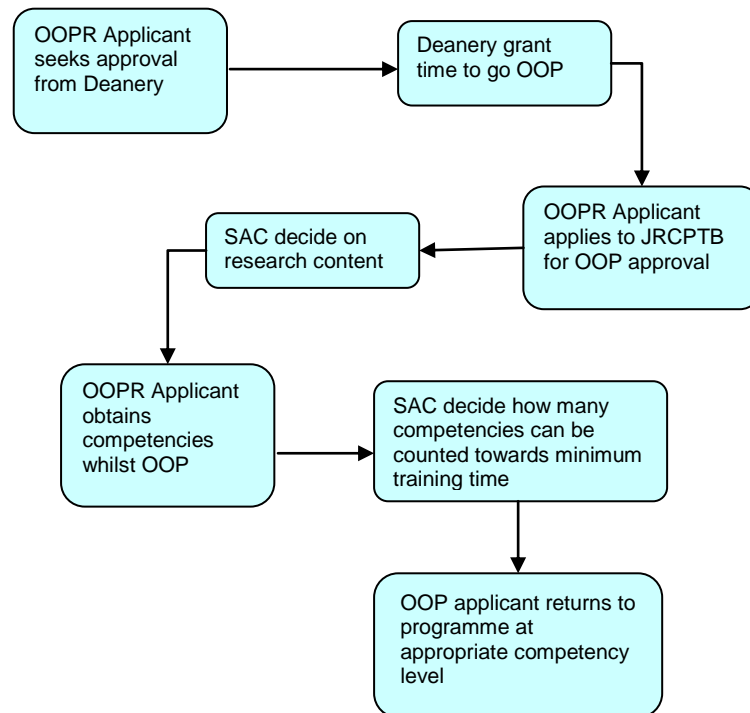 OOPR Applicant
seeks approval
from Deanery
Deanery grant
time to go OOP
OOPR Applicant
applies to JRCPTB
for OOP approval
SAC decide on
research content
OOPR Applicant
obtains
competencies
whilst OOP
SAC decide how many
competencies can be
counted towards minimum
training time
OOP applicant returns to
programme at
appropriate competency
level